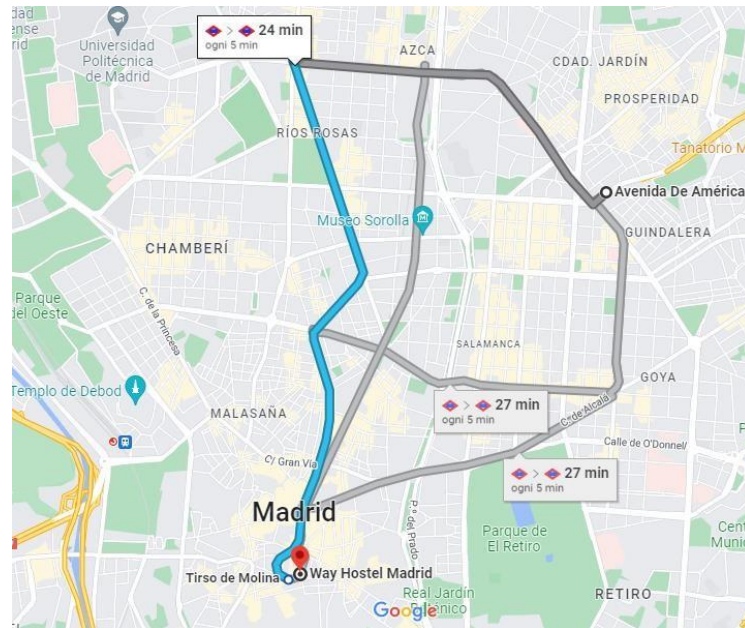 24 min
ogni 5 min
AZCA
Universidad
Politécnica
de Madrid
CDAD. JARDÍN
PROSPERIDAD
RÍOS ROSAS
Tanatorio M
Avenida De América
Museo Sorolla
GUINDALERA
CHAMBERÍ
C. de la Princesa
Parque
del Oeste
SALAMANCA
GOYA
Templo de Debod
27 min
ogni 5 min
C. de Alcalá
MALASAÑA
Calle de O'Donnell
C/ Gran Vía
27 min
ogni 5 min
Madrid
P.º del Prado
Parque de
El Retiro
Way Hostel Madrid
Tirso de Molina
Real Jardín
Google
RETIRO